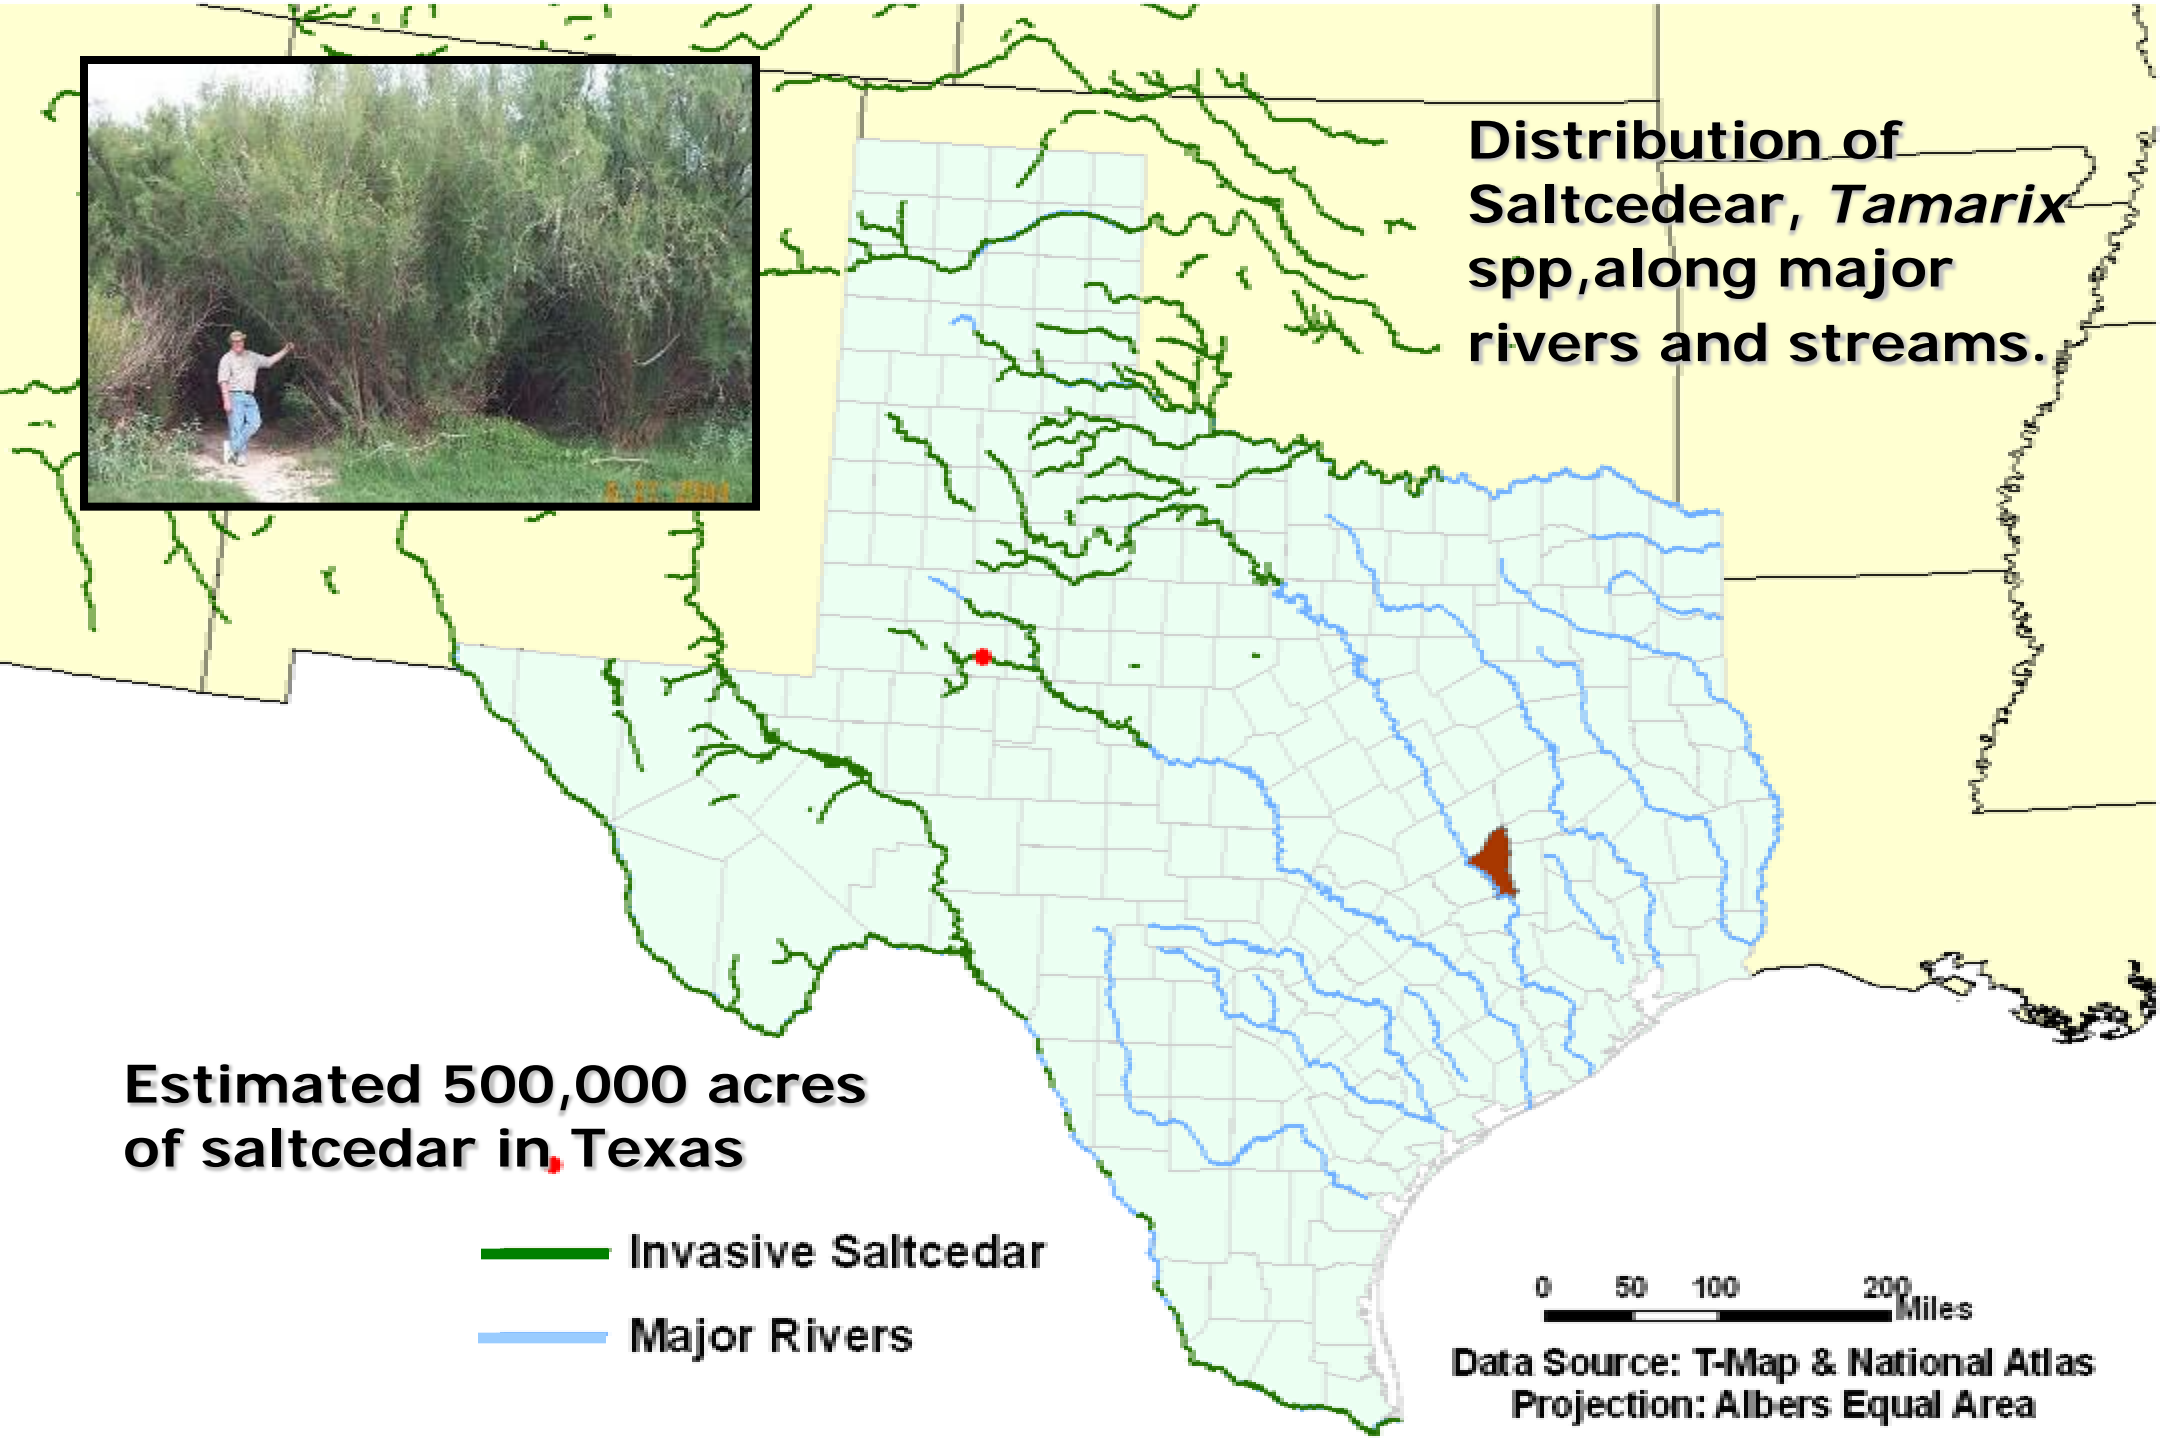 Distribution of
Saltcedear, Tamarix
spp,along major
rivers and streams.
Estimated 500,000 acres
of saltcedar in Texas
Invasive Saltcedar
Major Rivers
0 50 100 200
Miles
Data Source: T-Map & National Atlas
Projection: Albers Equal Area